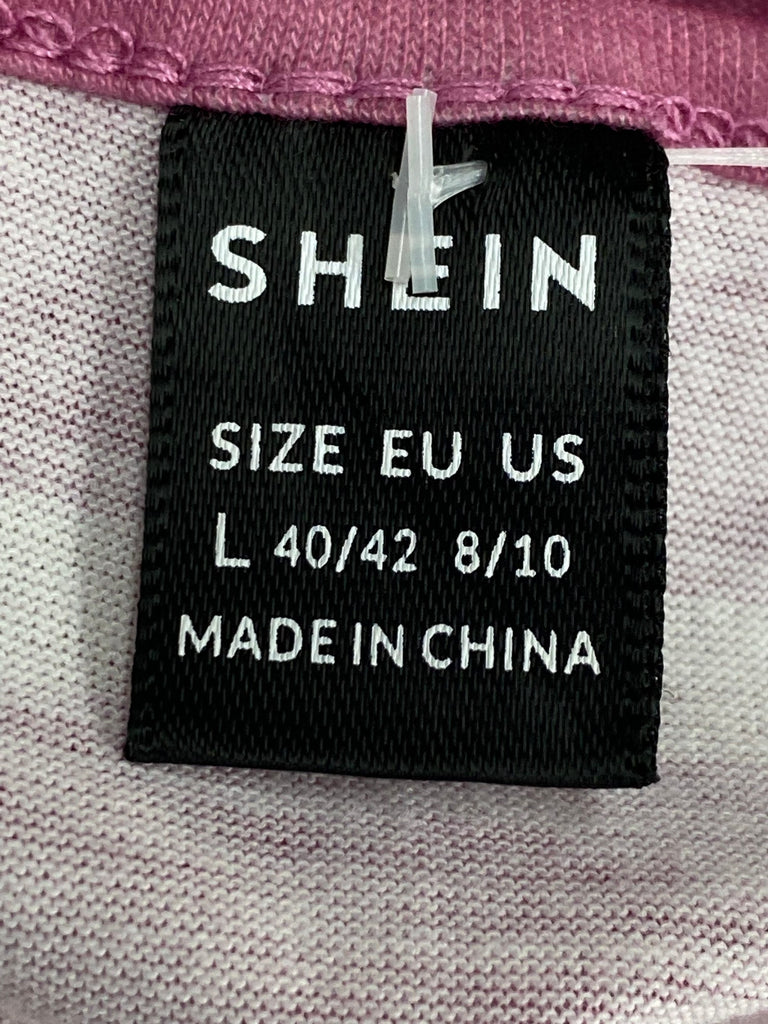 SHEIN
SIZE EU US
L 40/42 8/10
MADE IN CHINA